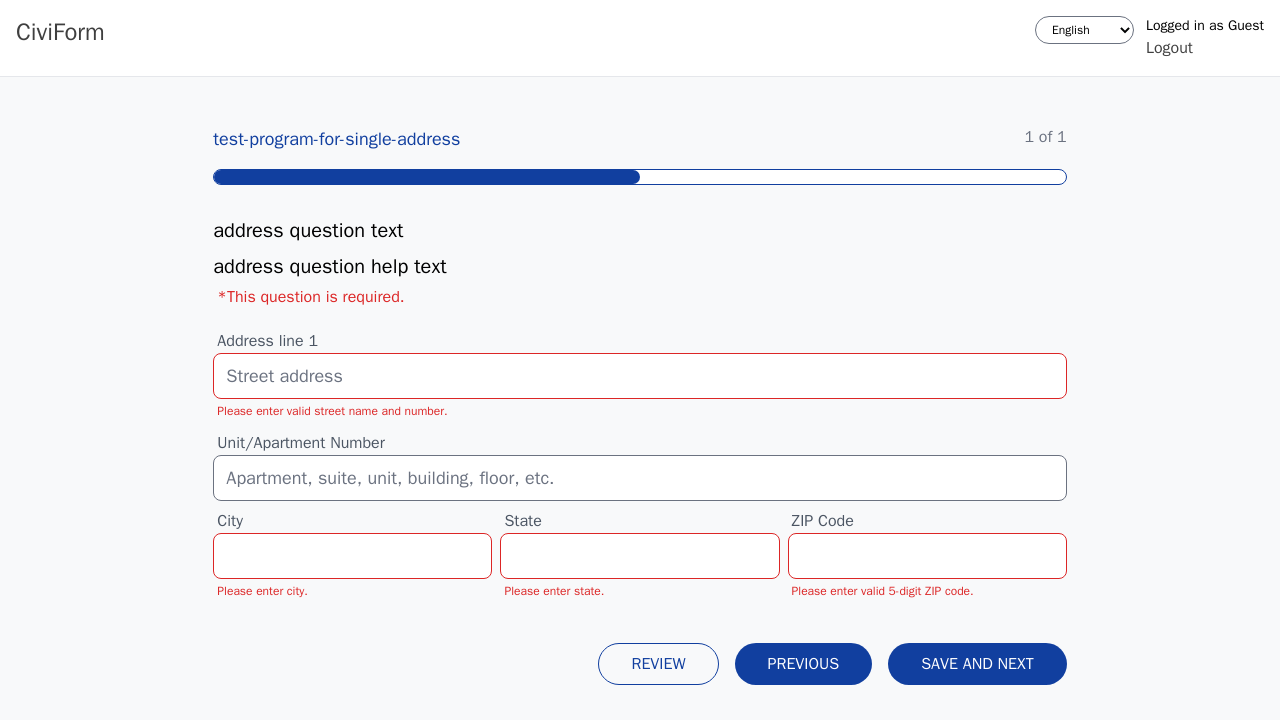 CiviForm
English
Logged in as Guest
Logout
test-program-for-single-address
1 of 1
address question text
address question help text
*This question is required.
Address line 1
Street address
Please enter valid street name and number.
Unit/Apartment Number
Apartment, suite, unit, building, floor, etc.
City State ZIP Code
Please enter city. Please enter state. Please enter valid 5-digit ZIP code.
REVIEW PREVIOUS SAVE AND NEXT